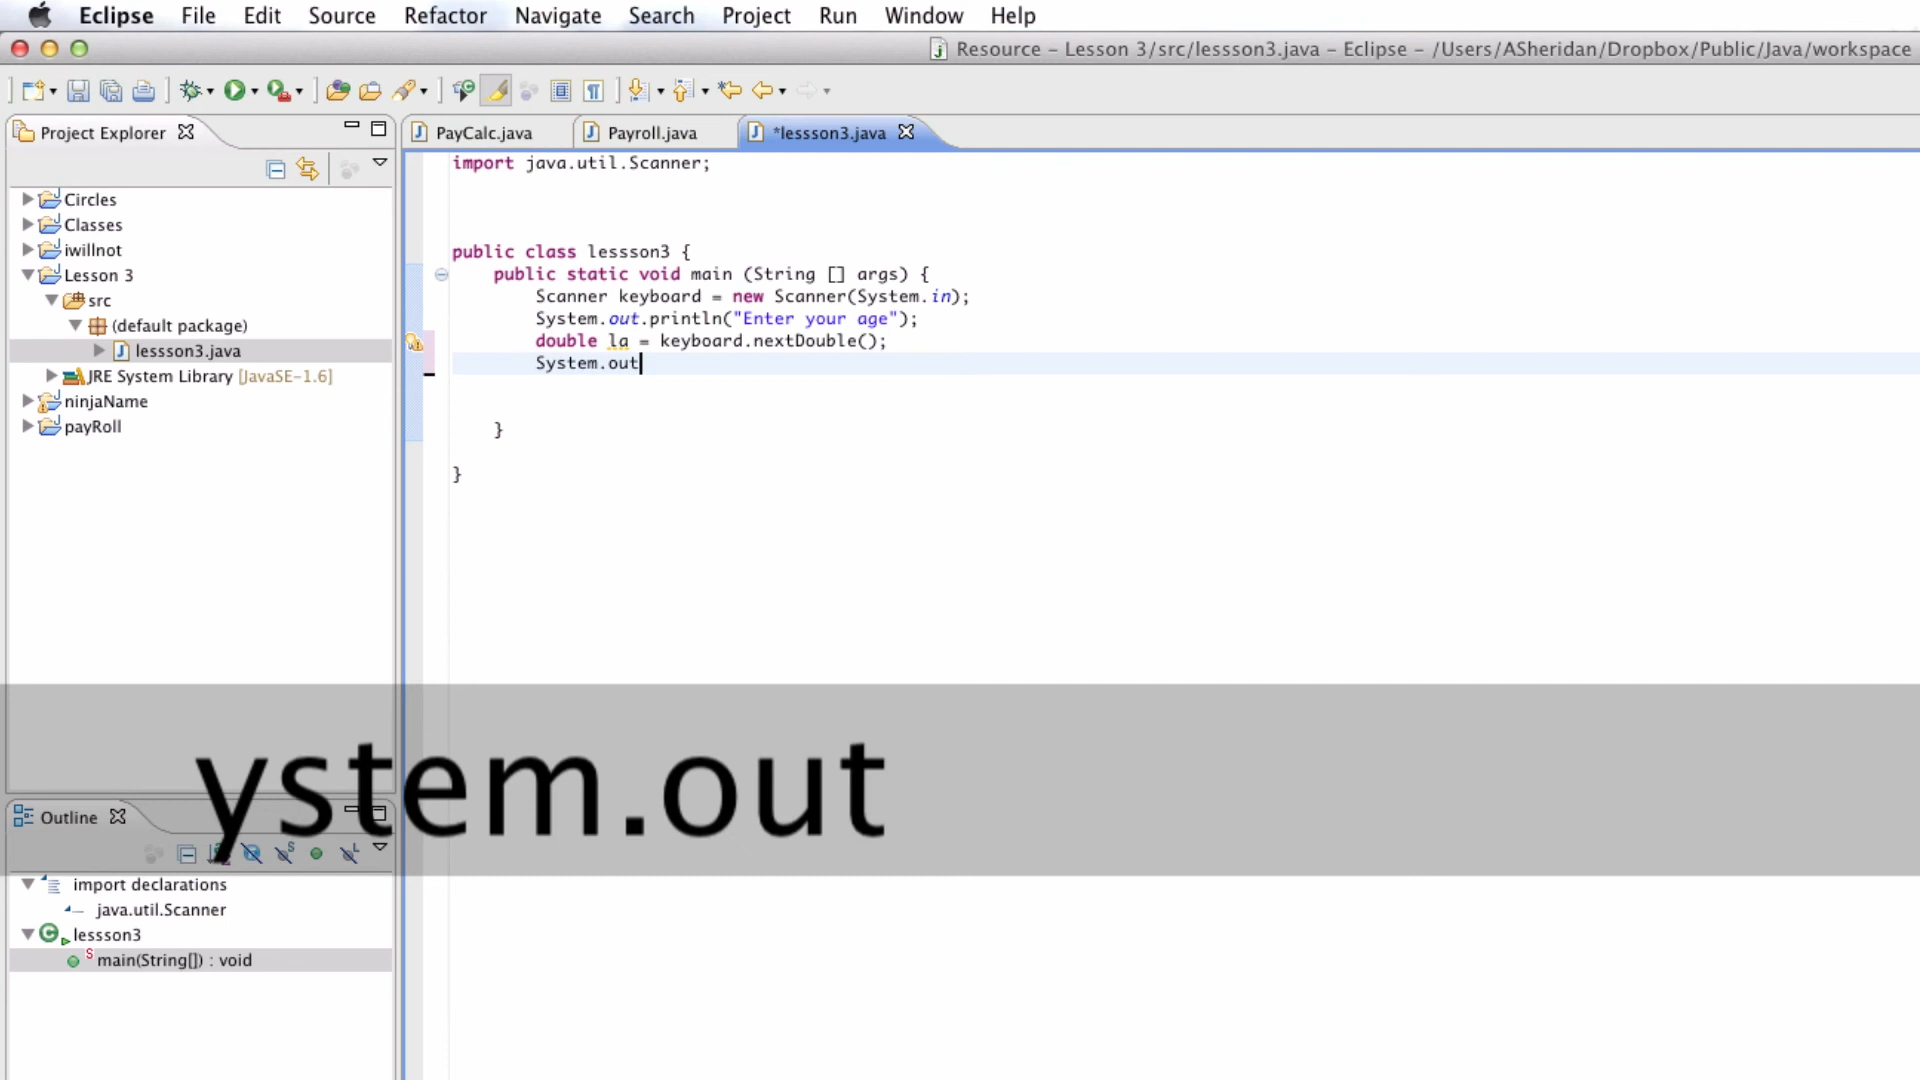 Eclipse File Edit Source Refactor Navigate Search Project Run Window Help
Resource – Lesson 3/src/lessson3.java – Eclipse – /Users/ASheridan/Dropbox/Public/Java/workspace
Project Explorer
PayCalc.java
Payroll.java
*lessson3.java
Circles
Classes
iwillnot
Lesson 3
src
(default package)
lessson3.java
JRE System Library [JavaSE-1.6]
ninjaName
payRoll
import java.util.Scanner;
public class lessson3 {
public static void main (String [] args) {
Scanner keyboard = new Scanner(System.in);
System.out.println("Enter your age");
double la = keyboard.nextDouble();
System.out
}
}
ystem.out
Outline
import declarations
java.util.Scanner
lessson3
main(String[]) : void